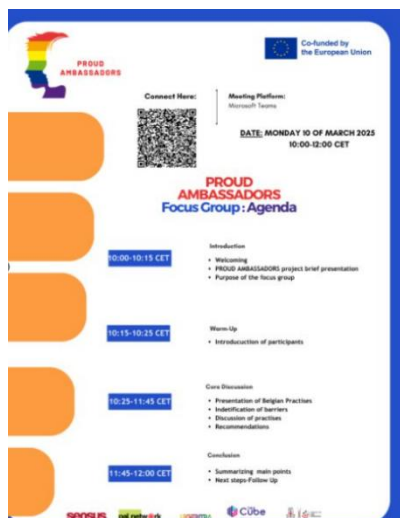 PROUD
AMBASSADORS
Co-funded by
the European Union
Connect Here:
Meeting Platform:
Microsoft Teams
DATE: MONDAY 10 OF MARCH 2025
10:00-12:00 CET
PROUD
AMBASSADORS
Focus Group : Agenda
10:00-10:15 CET
Introduction
• Welcoming
• PROUD AMBASSADORS project brief presentation
• Purpose of the focus group
10:15-10:25 CET
Warm-Up
• Introducuction of participants
10:25-11:45 CET
Core Discussion
• Presentation of Belgian Practises
• Indetification of barriers
• Discussion of practises
• Recommendations
11:45-12:00 CET
Conclusion
• Summarizing main points
• Next steps-Follow Up
sensus
Cube